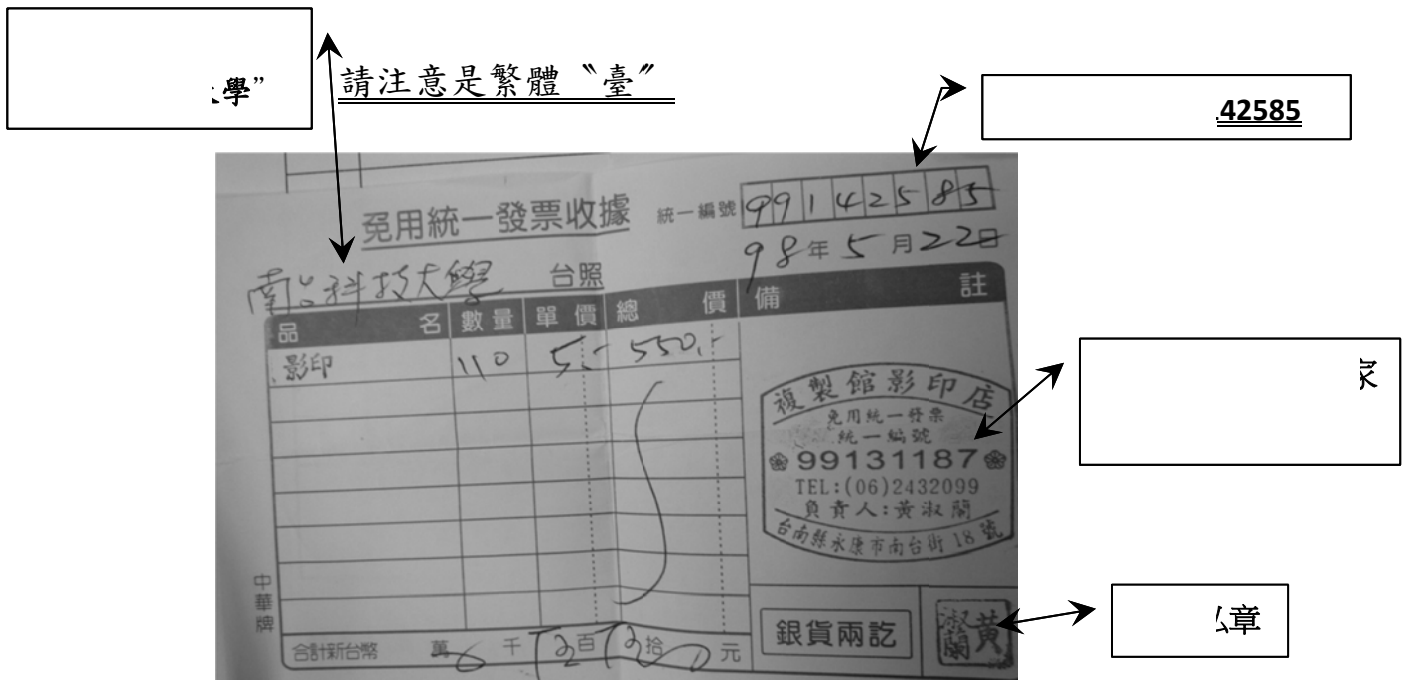 學”
請注意是繁體〝臺〞
42585
免用統一發票收據
統一編號 99142585
98年5月22日
南台科技大學 台照
品名 數量 單價 總價 備註
影印 110 5.- 550.-
複製館影印店
免用統一發票
統一編號
99131187
TEL:(06)2432099
負責人:黃淑蘭
台南縣永康市南台街18號
中華牌
合計新台幣 萬 千 百 拾 元
銀貨兩訖
黃淑蘭
章